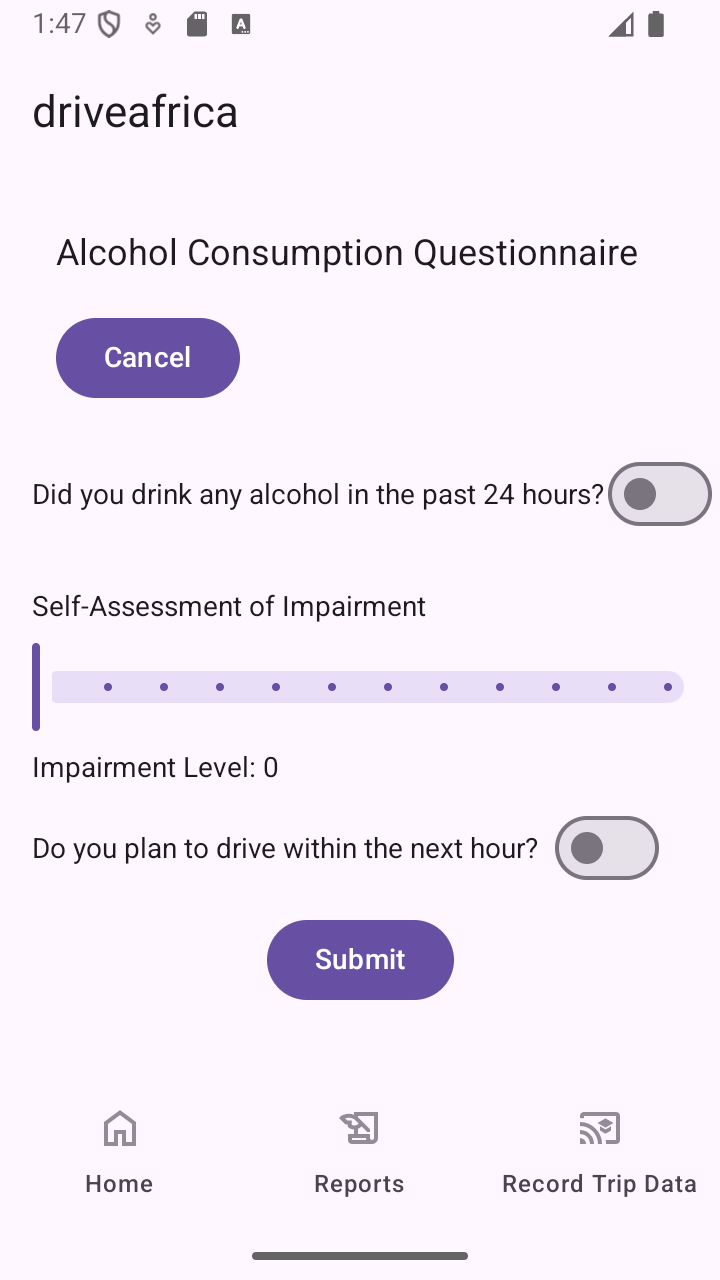 1:47
driveafrica
Alcohol Consumption Questionnaire
Cancel
Did you drink any alcohol in the past 24 hours?
Self-Assessment of Impairment
Impairment Level: 0
Do you plan to drive within the next hour?
Submit
Home
Reports
Record Trip Data